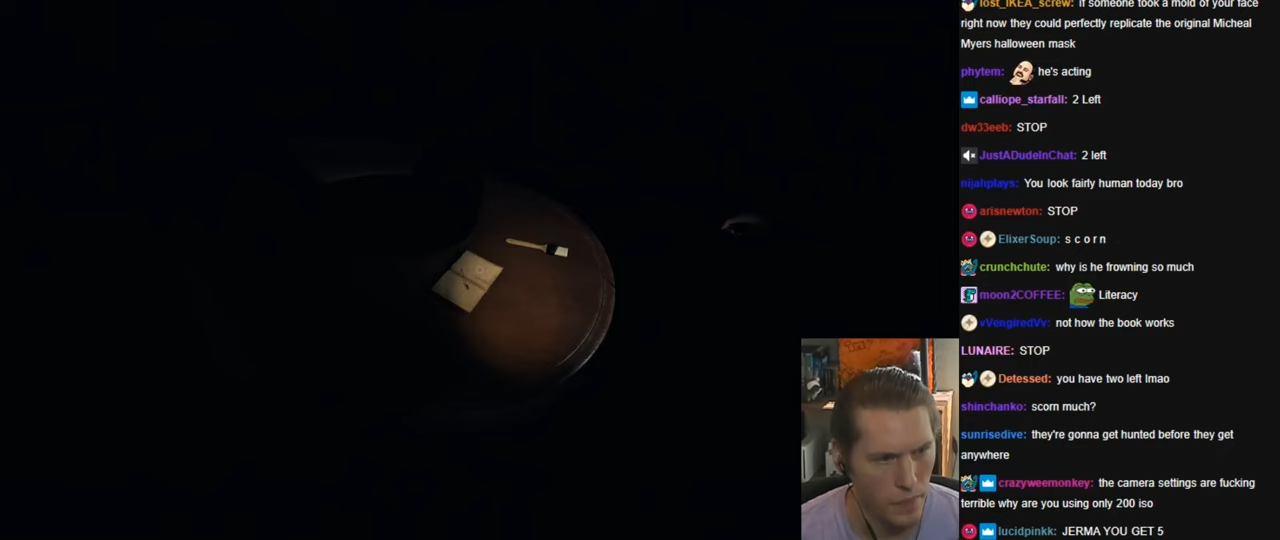 lost_IKEA_screw: if someone took a mold of your face
right now they could perfectly replicate the original Micheal
Myers halloween mask
phytem: he's acting
calliope_starfall: 2 Left
dw33eeb: STOP
JustADudeInChat: 2 left
nijahplays: You look fairly human today bro
arisnewton: STOP
ElixerSoup: s c o r n
crunchchute: why is he frowning so much
moon2COFFEE: Literacy
vVengiredVv: not how the book works
LUNAIRE: STOP
Detessed: you have two left lmao
shinchanko: scorn much?
sunrisedive: they're gonna get hunted before they get
anywhere
crazyweemonkey: the camera settings are fucking
terrible why are you using only 200 iso
lucidpinkk: JERMA YOU GET 5